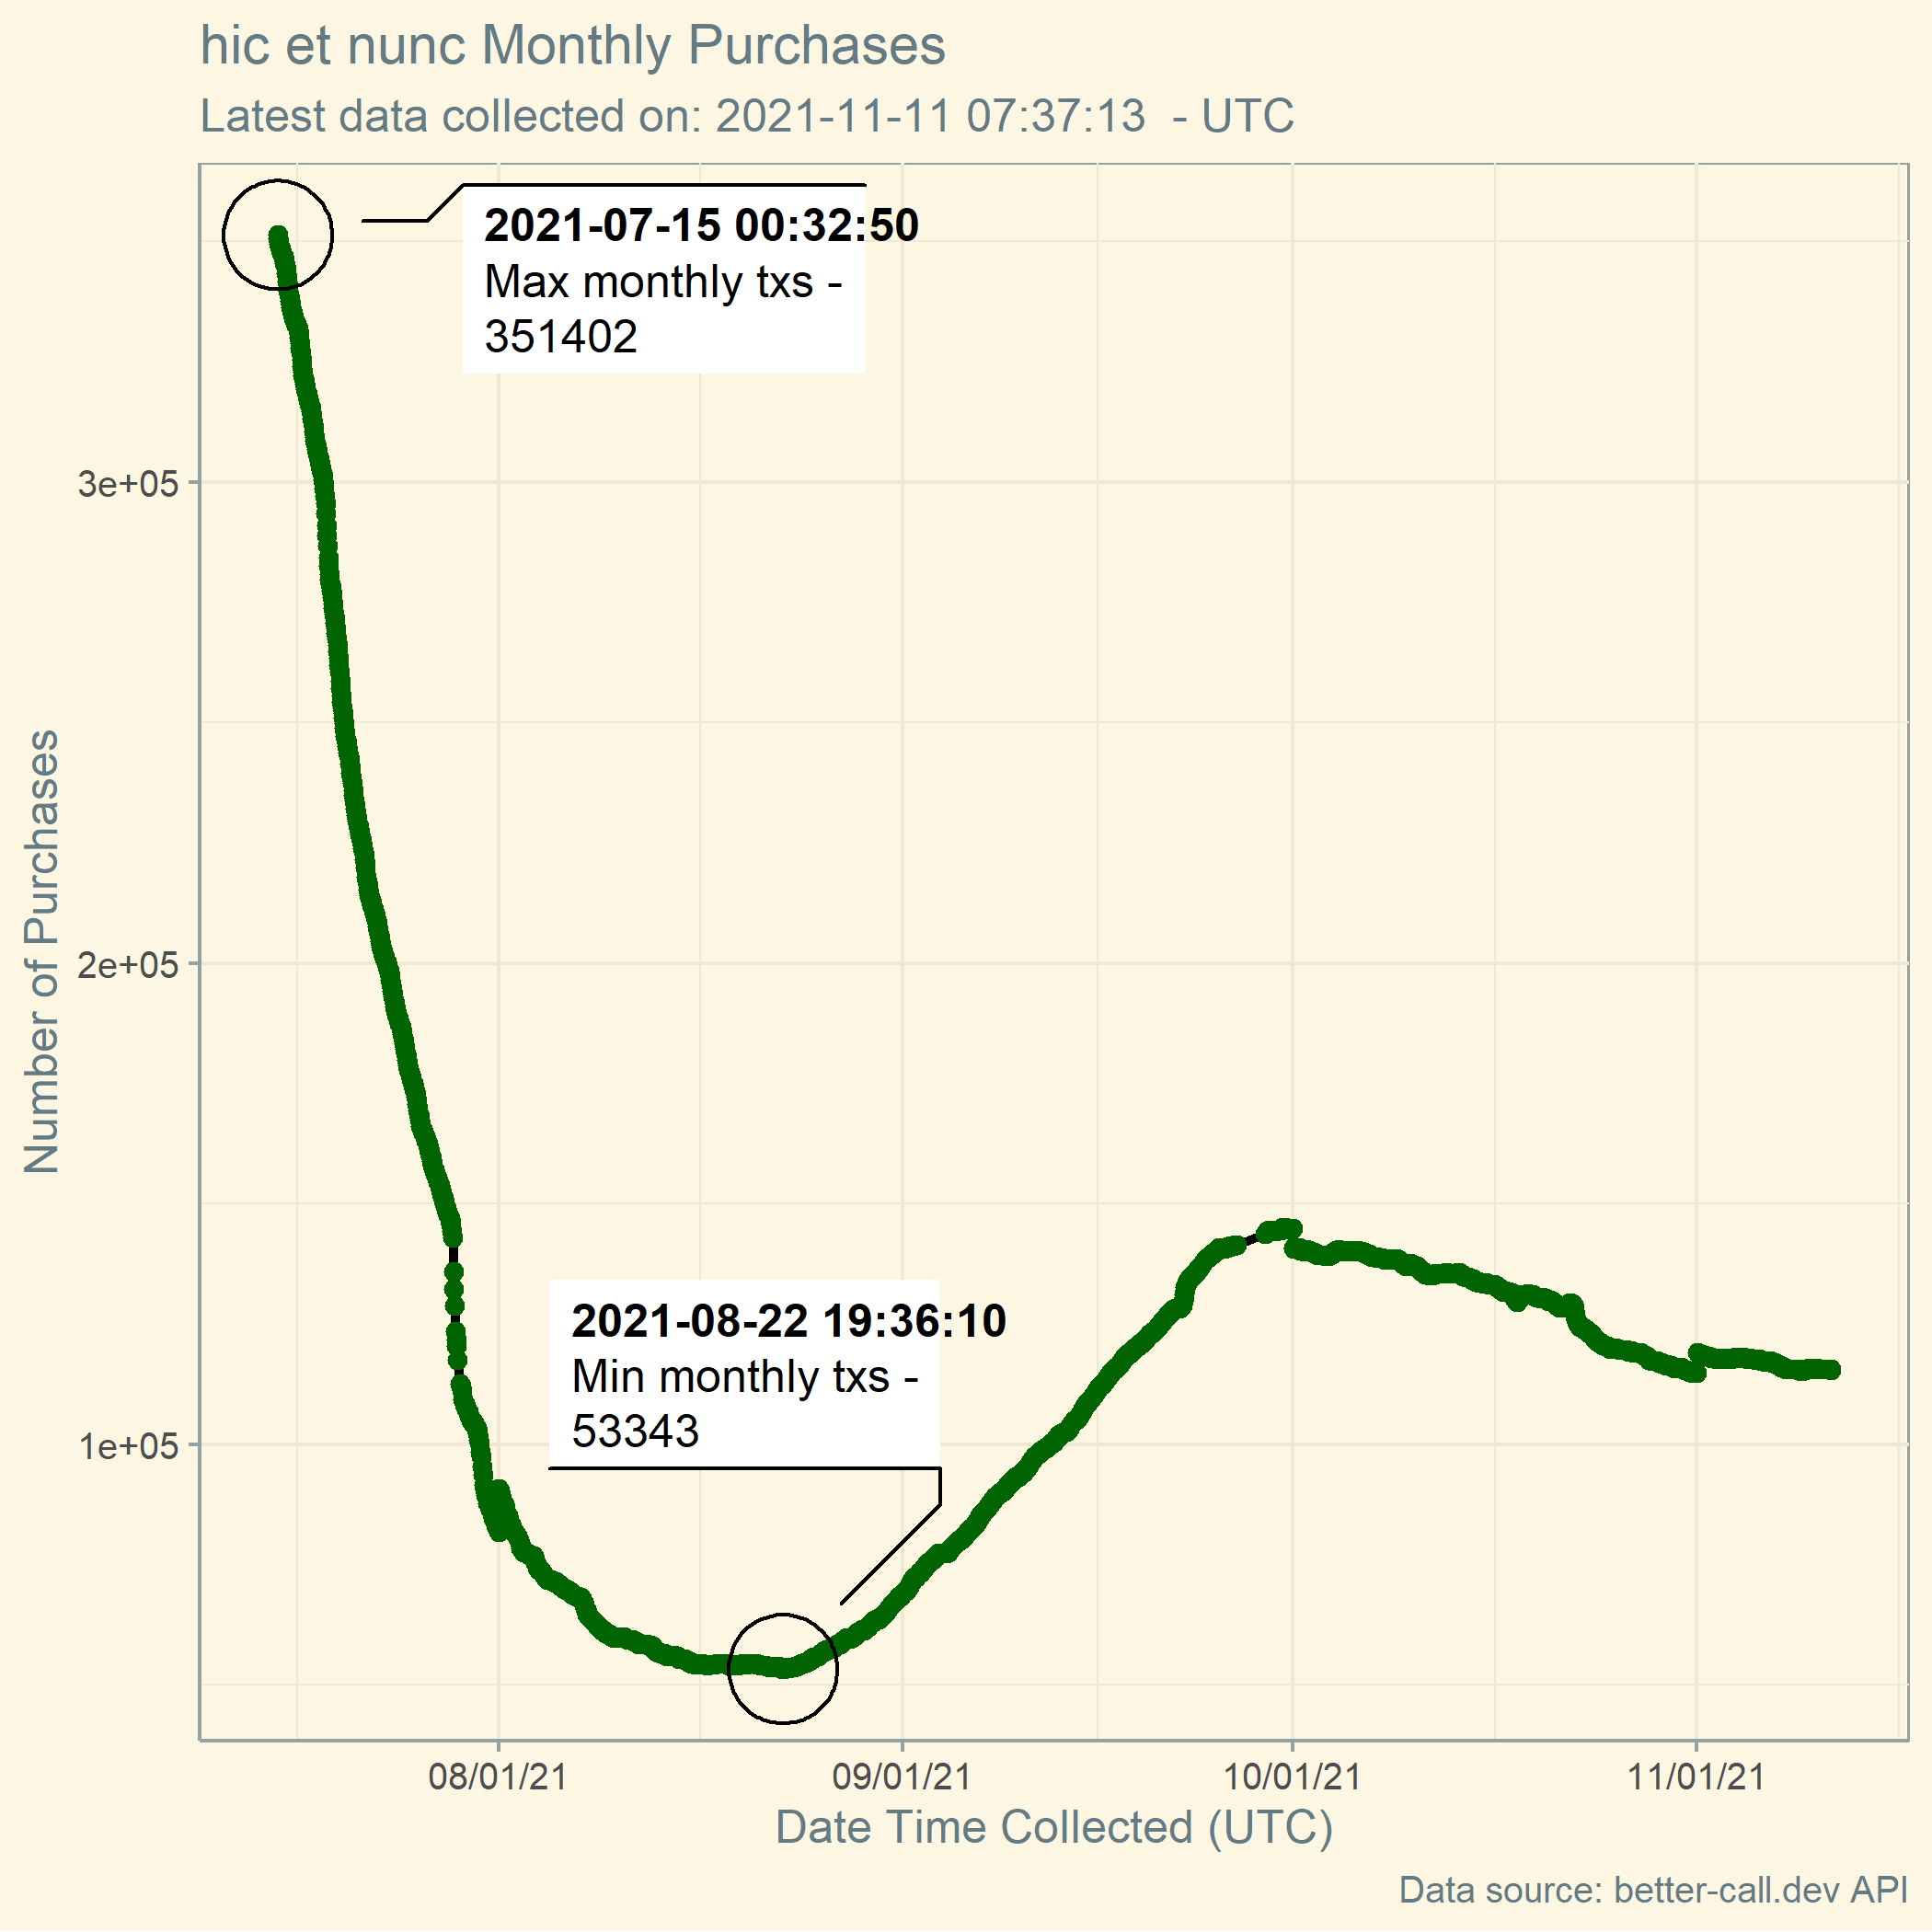 hic et nunc Monthly Purchases
Latest data collected on: 2021-11-11 07:37:13  - UTC
2021-07-15 00:32:50
Max monthly txs -
351402
3e+05
2e+05
1e+05
Number of Purchases
2021-08-22 19:36:10
Min monthly txs -
53343
08/01/21
09/01/21
10/01/21
11/01/21
Date Time Collected (UTC)
Data source: better-call.dev API